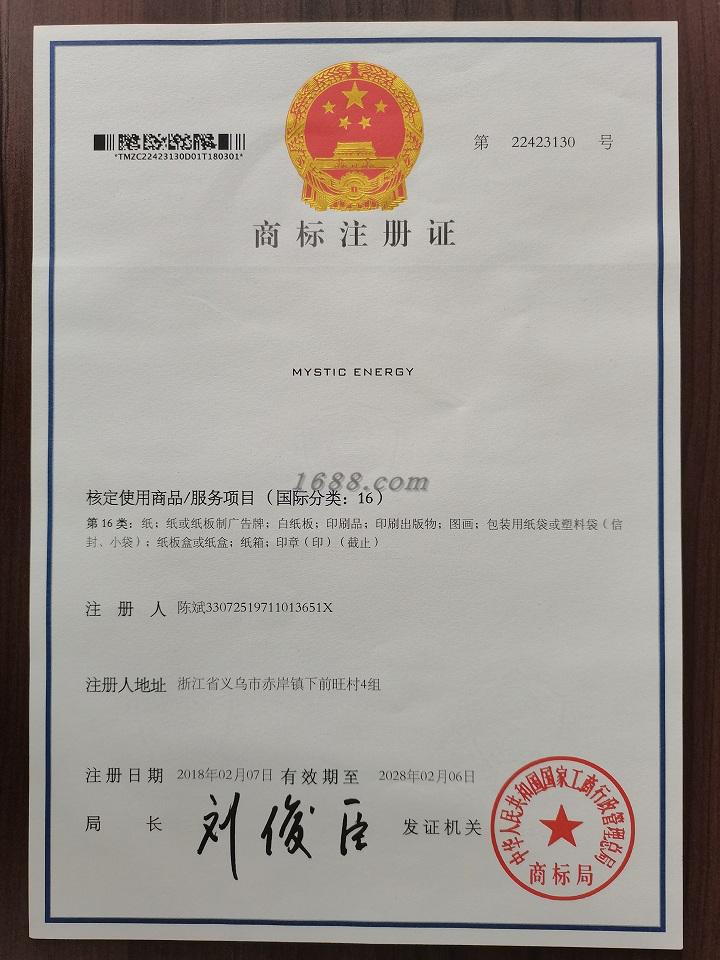 第 22423130 号
*TMZC22423130D01T180301*
商标注册证
MYSTIC ENERGY
1688.com
核定使用商品/服务项目（国际分类：16）
第16类：纸；纸或纸板制广告牌；白纸板；印刷品；印刷出版物；图画；包装用纸袋或塑料袋（信
封、小袋）；纸板盒或纸盒；纸箱；印章（印）（截止）
注册人 陈斌33072519711013651X
注册人地址 浙江省义乌市赤岸镇下前旺村4组
注册日期 2018年02月07日 有效期至 2028年02月06日
局长 刘俊臣 发证机关
中华人民共和国国家工商行政管理总局
商标局